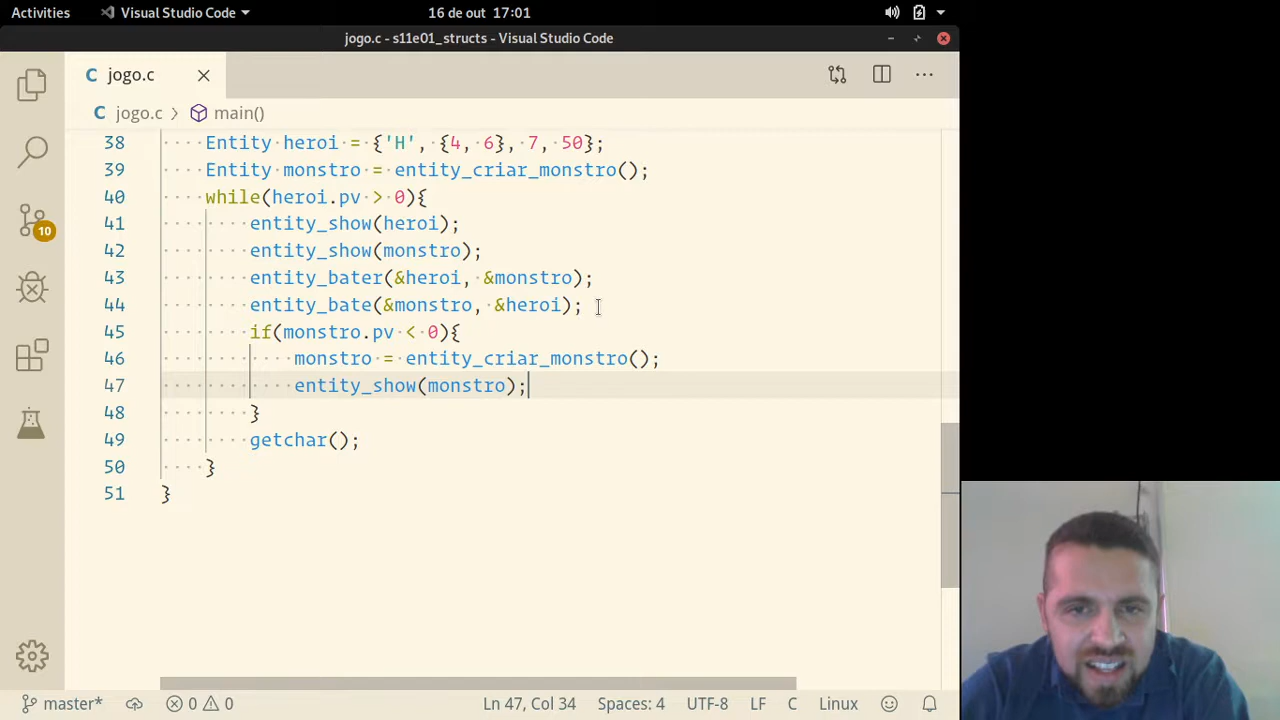 Activities Visual Studio Code 16 de out 17:01
jogo.c - s11e01_structs - Visual Studio Code
jogo.c
jogo.c > main()
38 Entity heroi = {'H', {4, 6}, 7, 50};
39 Entity monstro = entity_criar_monstro();
40 while(heroi.pv > 0){
41 entity_show(heroi);
42 entity_show(monstro);
43 entity_bater(&heroi, &monstro);
44 entity_bate(&monstro, &heroi);
45 if(monstro.pv < 0){
46 monstro = entity_criar_monstro();
47 entity_show(monstro);
48 }
49 getchar();
50 }
51 }
10
master* 0 0 Ln 47, Col 34 Spaces: 4 UTF-8 LF C Linux